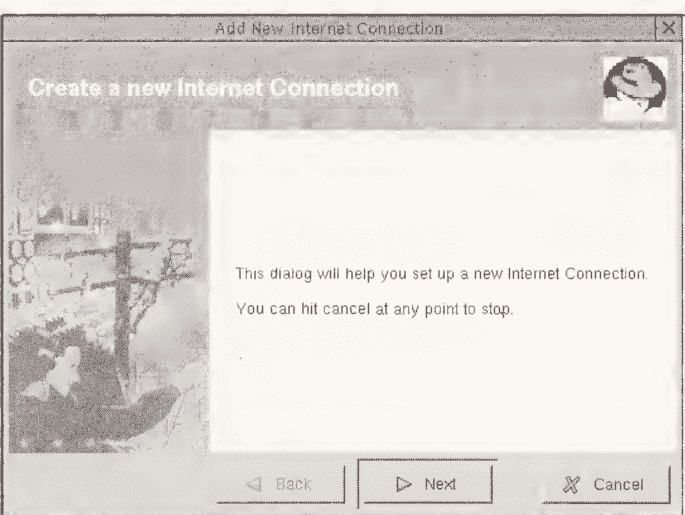 Add New Internet Connection
Create a new Internet Connection
This dialog will help you set up a new Internet Connection.
You can hit cancel at any point to stop.
Back
Next
Cancel